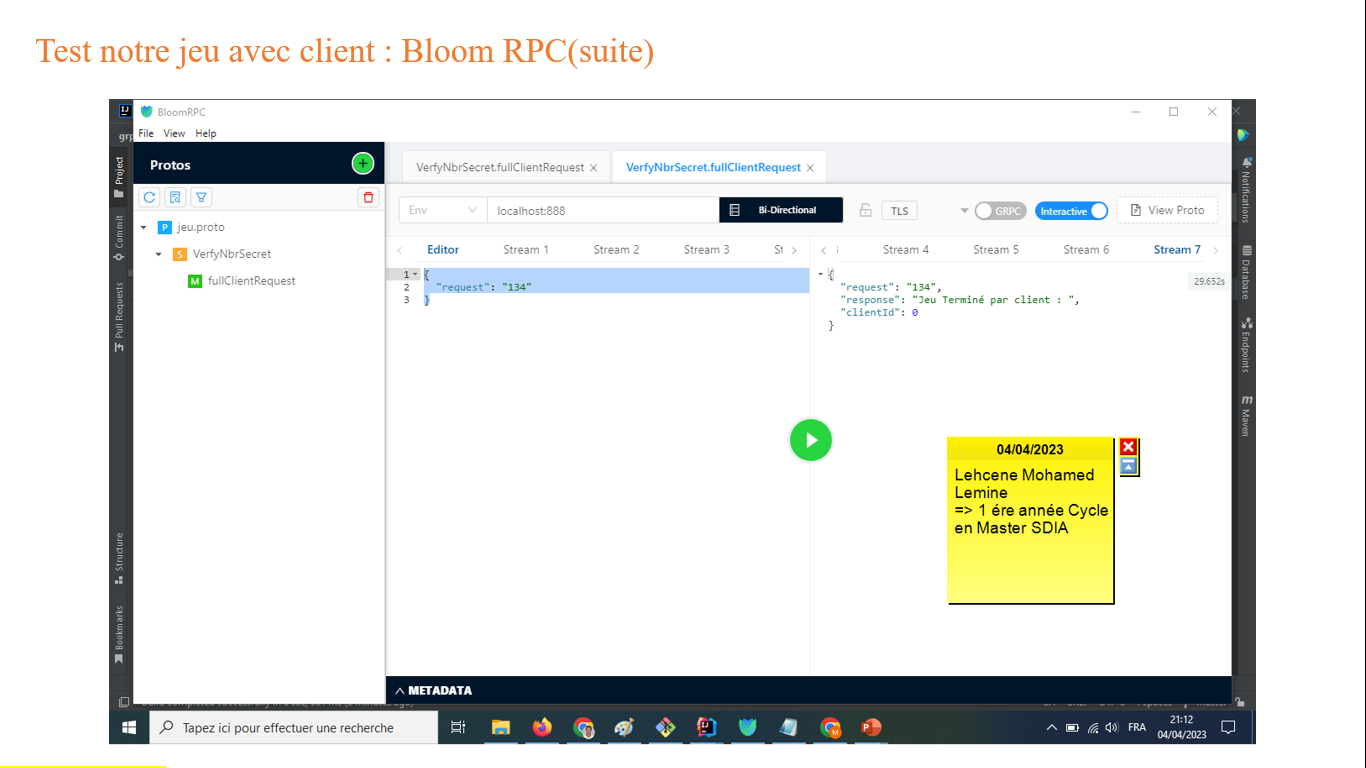 Test notre jeu avec client : Bloom RPC(suite)
BloomRPC
File View Help
Protos
jeu.proto
VerfyNbrSecret
fullClientRequest
VerfyNbrSecret.fullClientRequest
VerfyNbrSecret.fullClientRequest
Env
localhost:888
Bi-Directional
TLS
GRPC
Interactive
View Proto
Editor Stream 1 Stream 2 Stream 3
Stream 4 Stream 5 Stream 6 Stream 7
1 {
2 "request": "134"
3 }
{
"request": "134",
"response": "Jeu Terminé par client : ",
"clientId": 0
}
29.652s
04/04/2023
Lehcene Mohamed
Lemine
=> 1 ére année Cycle
en Master SDIA
METADATA
Project
Commit
Pull Requests
Structure
Bookmarks
Notifications
Database
Endpoints
Maven
Tapez ici pour effectuer une recherche
FRA
21:12
04/04/2023